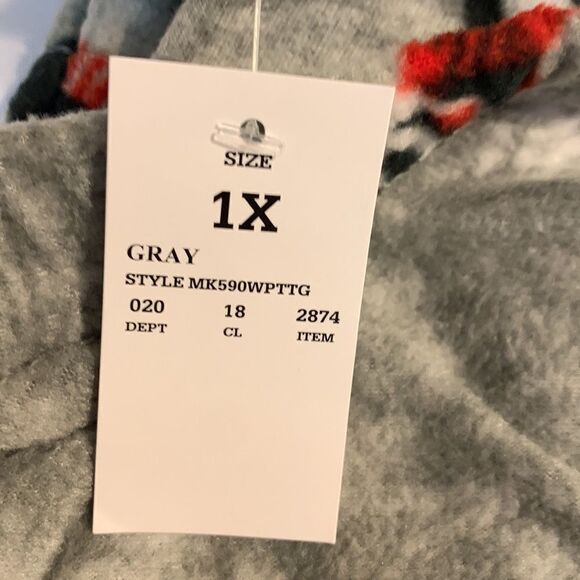 SIZE
1X
GRAY
STYLE MK590WPTTG
020 18 2874
DEPT CL ITEM